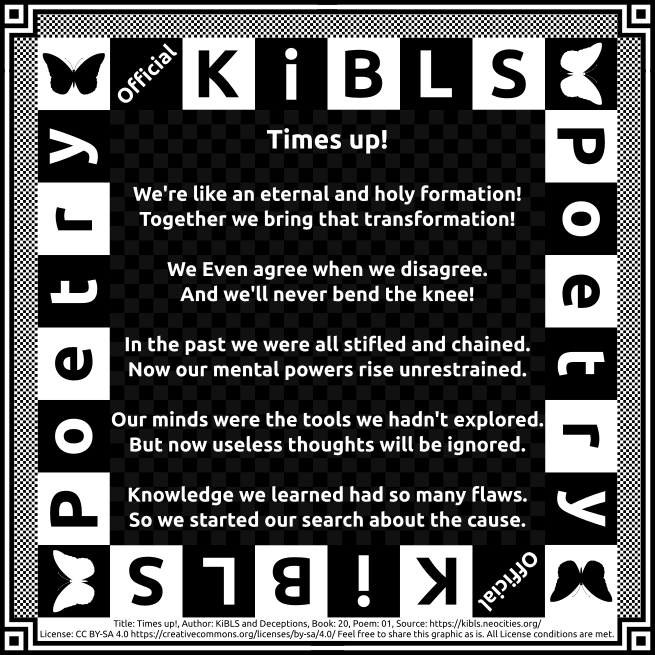 Official KiBLS
Poetry
Poetry
Times up!
We're like an eternal and holy formation!
Together we bring that transformation!
We Even agree when we disagree.
And we'll never bend the knee!
In the past we were all stifled and chained.
Now our mental powers rise unrestrained.
Our minds were the tools we hadn't explored.
But now useless thoughts will be ignored.
Knowledge we learned had so many flaws.
So we started our search about the cause.
Official KiBLS
Title: Times up!, Author: KiBLS and Deceptions, Book: 20, Poem: 01, Source: https://kibls.neocities.org/
License: CC BY-SA 4.0 https://creativecommons.org/licenses/by-sa/4.0/ Feel free to share this graphic as is. All License conditions are met.